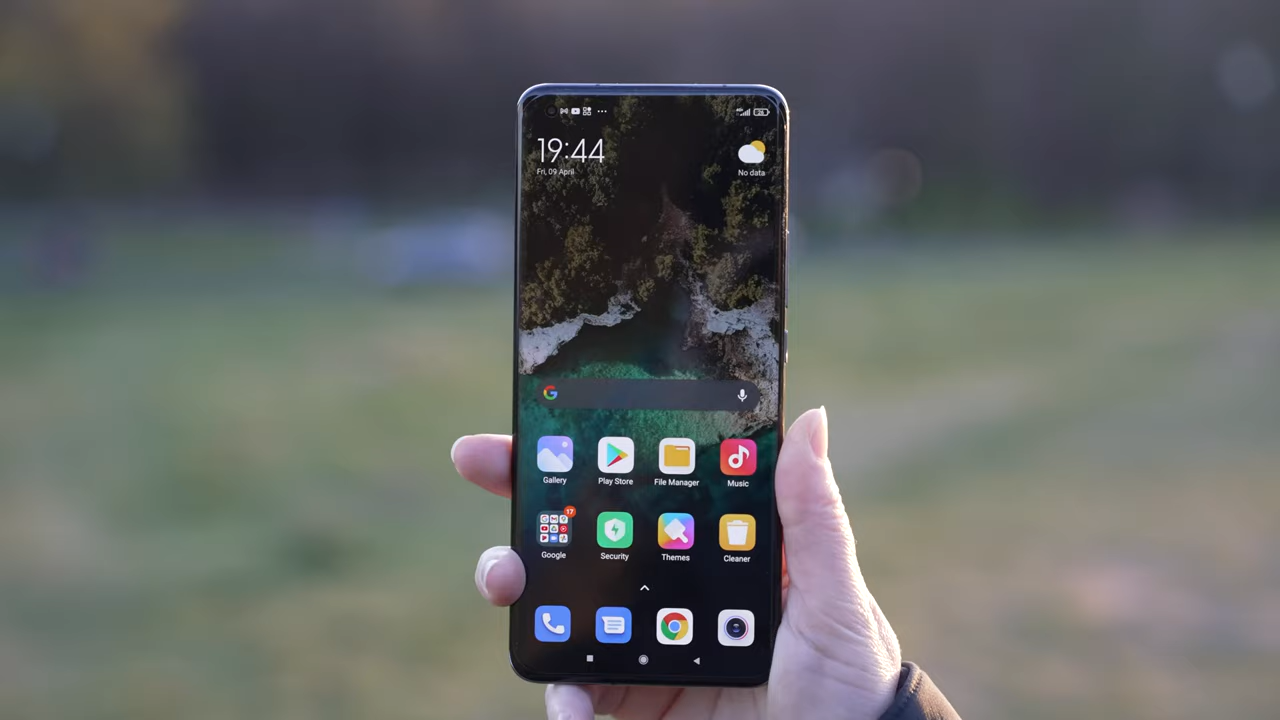 19:44
Fri, 09 April
No data
Gallery
Play Store
File Manager
Music
17
Google
Security
Themes
Cleaner